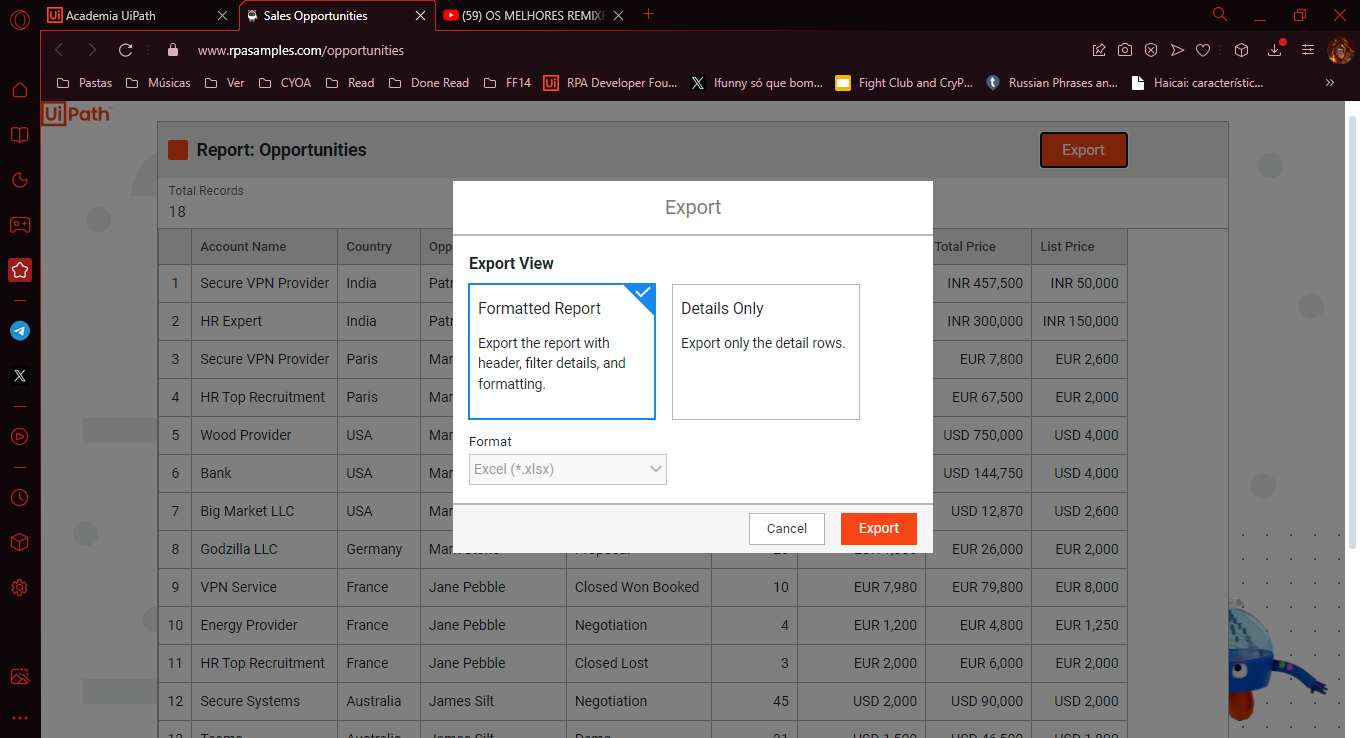 Academia UiPath
Sales Opportunities
(59) OS MELHORES REMIXE
www.rpasamples.com/opportunities
Pastas Músicas Ver CYOA Read Done Read FF14 RPA Developer Fou... Ifunny só que bom... Fight Club and CryP... Russian Phrases an... Haicai: característic...
UiPath
Report: Opportunities
Export
Total Records
18
Export
Export View
Formatted Report
Export the report with
header, filter details, and
formatting.
Details Only
Export only the detail rows.
Format
Excel (*.xlsx)
Cancel Export
Account Name Country Opp Total Price List Price
1 Secure VPN Provider India Patr INR 457,500 INR 50,000
2 HR Expert India Patr INR 300,000 INR 150,000
3 Secure VPN Provider Paris Mar EUR 7,800 EUR 2,600
4 HR Top Recruitment Paris Mar EUR 67,500 EUR 2,000
5 Wood Provider USA Mar USD 750,000 USD 4,000
6 Bank USA Mar USD 144,750 USD 4,000
7 Big Market LLC USA Mar USD 12,870 USD 2,600
8 Godzilla LLC Germany EUR 26,000 EUR 2,000
9 VPN Service France Jane Pebble Closed Won Booked 10 EUR 7,980 EUR 79,800 EUR 8,000
10 Energy Provider France Jane Pebble Negotiation 4 EUR 1,200 EUR 4,800 EUR 1,250
11 HR Top Recruitment France Jane Pebble Closed Lost 3 EUR 2,000 EUR 6,000 EUR 2,000
12 Secure Systems Australia James Silt Negotiation 45 USD 2,000 USD 90,000 USD 2,000